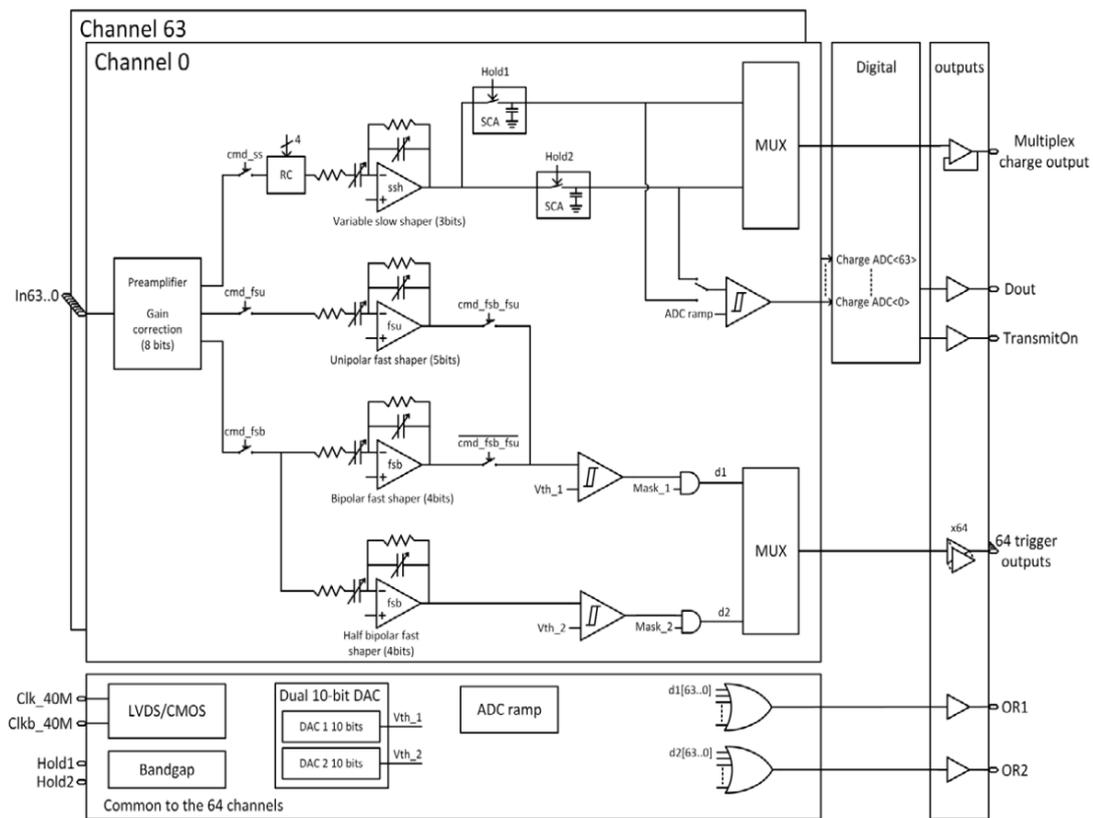 Channel 63
Channel 0
Digital
outputs
Hold1
SCA
MUX
4
cmd_ss
RC
ssh
Variable slow shaper (3bits)
Hold2
SCA
Multiplex
charge output
Preamplifier
Gain
correction
(8 bits)
In63..0
cmd_fsu
fsu
Unipolar fast shaper (5bits)
cmd_fsb_fsu
ADC ramp
Charge ADC<63>
Charge ADC<0>
Dout
TransmitOn
cmd_fsb
fsb
Bipolar fast shaper (4bits)
cmd_fsb_fsu
Vth_1
Mask_1
d1
MUX
x64
64 trigger
outputs
fsb
Half bipolar fast
shaper (4bits)
Vth_2
Mask_2
d2
Clk_40M
Clkb_40M
LVDS/CMOS
Hold1
Hold2
Bandgap
Dual 10-bit DAC
DAC 1 10 bits
Vth_1
DAC 2 10 bits
Vth_2
ADC ramp
d1[63..0]
OR1
d2[63..0]
OR2
Common to the 64 channels